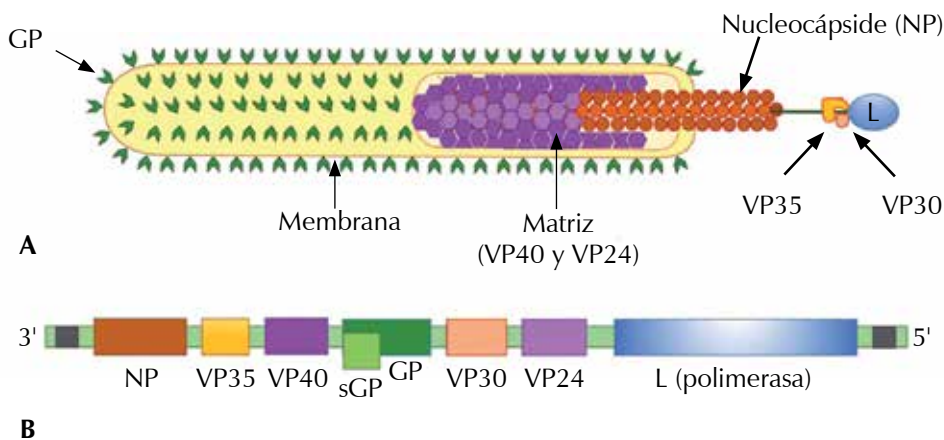 GP
Nucleocápside (NP)
L
VP35
VP30
Membrana
Matriz
(VP40 y VP24)
A
3'
5'
NP
VP35
VP40
sGP
GP
VP30
VP24
L (polimerasa)
B